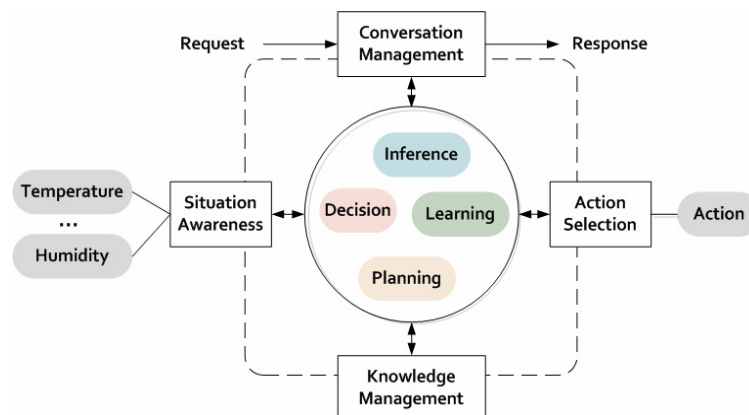 Request
Conversation
Management
Response
Inference
Temperature
...
Humidity
Situation
Awareness
Decision
Learning
Action
Selection
Action
Planning
Knowledge
Management